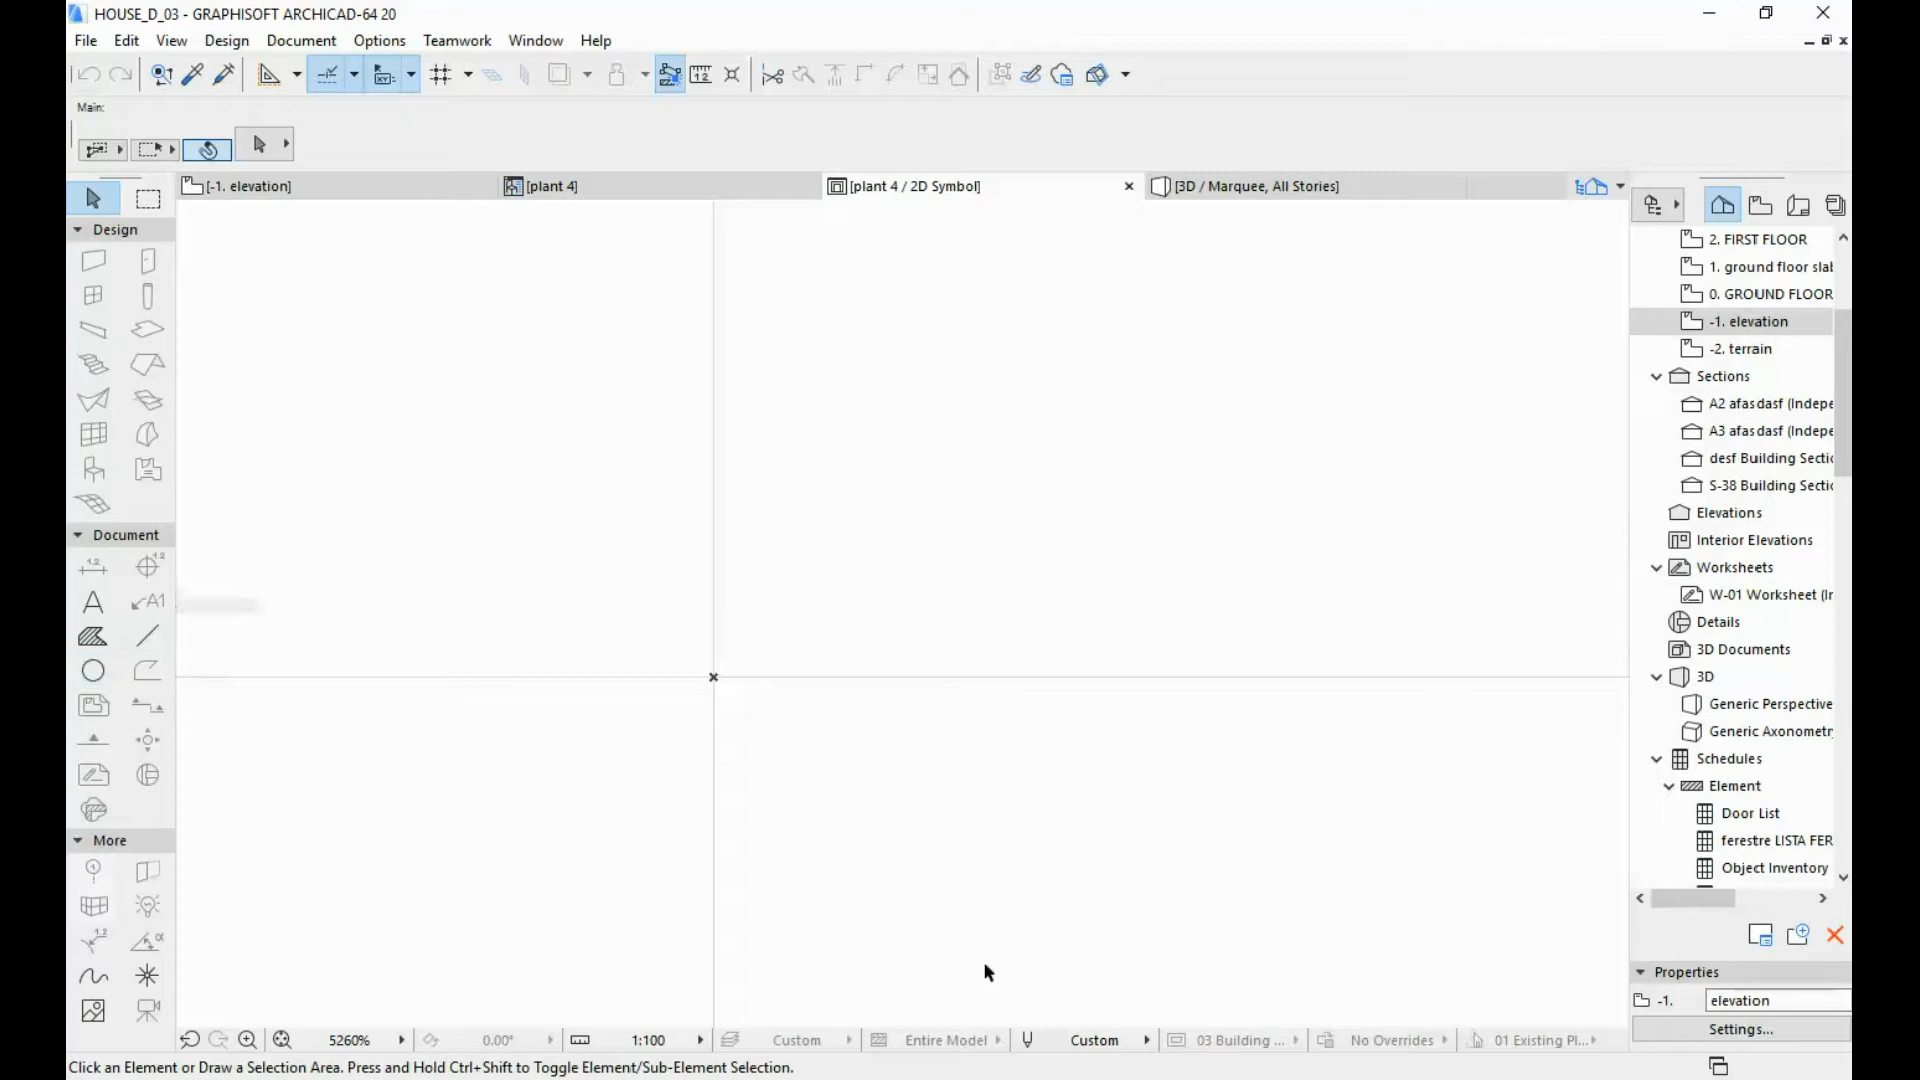 HOUSE_D_03 - GRAPHISOFT ARCHICAD-64 20
File Edit View Design Document Options Teamwork Window Help
Main:
[-1. elevation] [plant 4] [plant 4 / 2D Symbol] [3D / Marquee, All Stories]
Design
Document
More
2. FIRST FLOOR
1. ground floor slab
0. GROUND FLOOR
-1. elevation
-2. terrain
Sections
A2 afasdasf (Indepe
A3 afasdasf (Indepe
desf Building Sectio
S-38 Building Sectio
Elevations
Interior Elevations
Worksheets
W-01 Worksheet (In
Details
3D Documents
3D
Generic Perspective
Generic Axonometr
Schedules
Element
Door List
ferestre LISTA FER
Object Inventory
Properties
-1. elevation
Settings...
5260% 0.00° 1:100 Custom Entire Model Custom 03 Building ... No Overrides 01 Existing Pl...
Click an Element or Draw a Selection Area. Press and Hold Ctrl+Shift to Toggle Element/Sub-Element Selection.